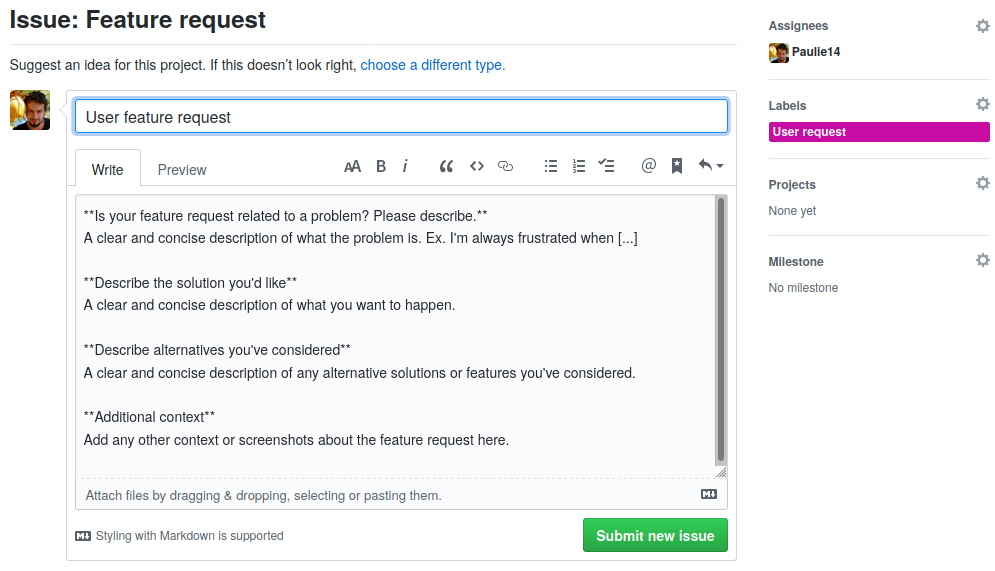 Issue: Feature request
Suggest an idea for this project. If this doesn’t look right, choose a different type.
User feature request
Write
Preview
AA B i
@
**Is your feature request related to a problem? Please describe.**
A clear and concise description of what the problem is. Ex. I'm always frustrated when [...]
**Describe the solution you'd like**
A clear and concise description of what you want to happen.
**Describe alternatives you've considered**
A clear and concise description of any alternative solutions or features you've considered.
**Additional context**
Add any other context or screenshots about the feature request here.
Attach files by dragging & dropping, selecting or pasting them.
Styling with Markdown is supported
Submit new issue
Assignees
Paulie14
Labels
User request
Projects
None yet
Milestone
No milestone